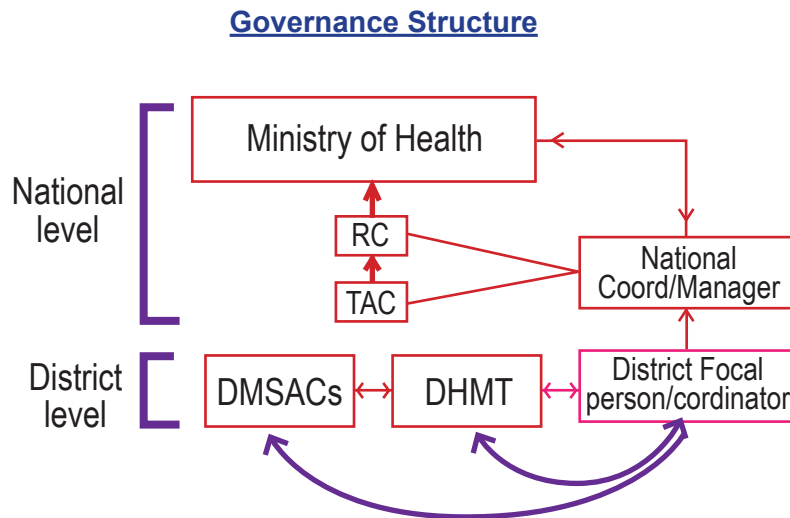 Governance Structure
Ministry of Health
National
level
RC
TAC
National
Coord/Manager
District
level
DMSACs
DHMT
District Focal
person/cordinator